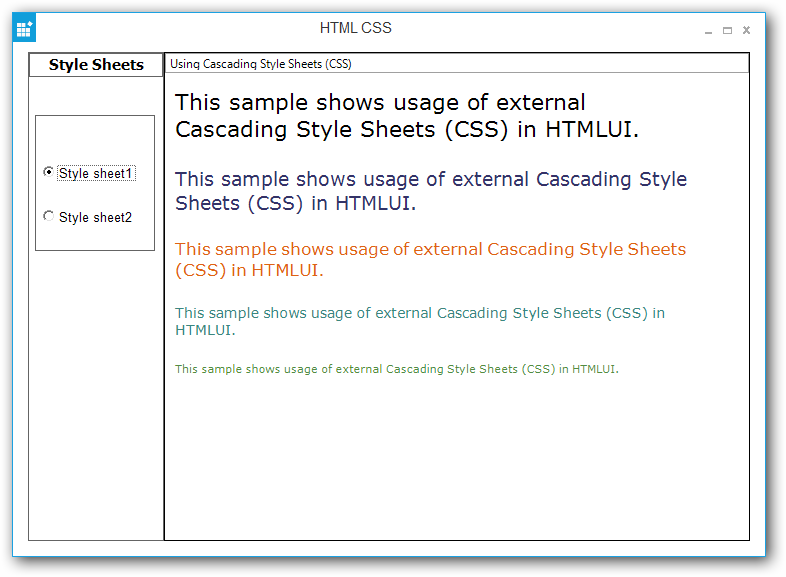 HTML CSS
Style Sheets
Using Cascading Style Sheets (CSS)
Style sheet1
Style sheet2
This sample shows usage of external
Cascading Style Sheets (CSS) in HTMLUI.
This sample shows usage of external Cascading Style
Sheets (CSS) in HTMLUI.
This sample shows usage of external Cascading Style Sheets
(CSS) in HTMLUI.
This sample shows usage of external Cascading Style Sheets (CSS) in
HTMLUI.
This sample shows usage of external Cascading Style Sheets (CSS) in HTMLUI.